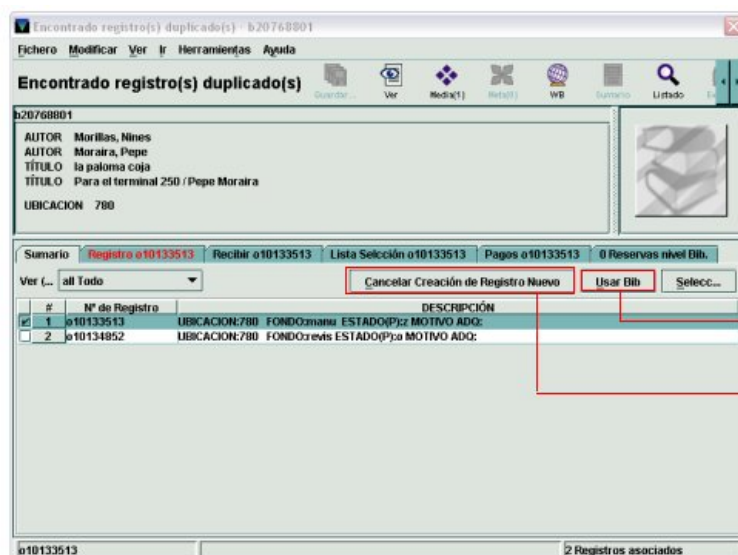 Encontrado registro(s) duplicado(s) - b20768801
Fichero Modificar Ver Ir Herramientas Ayuda
Encontrado registro(s) duplicado(s)
Guardar... Ver Media(1) WB Sumario Listado
b20768801
AUTOR Morillas, Nines
AUTOR Moraira, Pepe
TÍTULO la paloma coja
TÍTULO Para el terminal 250 / Pepe Moraira
UBICACION 780
Sumario Registro o10133513 Recibir o10133513 Lista Selcción o10133513 Pagos o10133513 0 Reservas nivel Bib.
Ver (... all Todo Cancelar Creación de Registro Nuevo Usar Bib Selecc...
# Nº de Registro DESCRIPCIÓN
1 o10133513 UBICACION:780 FONDO:manu ESTADO(P):z MOTIVO ADQ:
2 o10134852 UBICACION:780 FONDO:revis ESTADO(P):o MOTIVO ADQ:
o10133513 2 Registros asociados